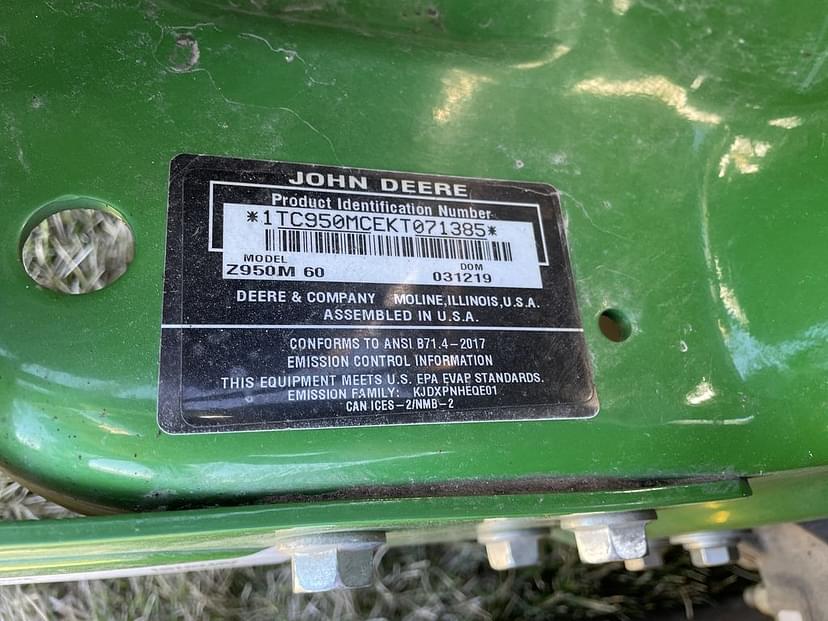 JOHN DEERE
Product Identification Number
*1TC950MCEKT071385*
MODEL DOM
Z950M 60 031219
DEERE & COMPANY MOLINE, ILLINOIS, U.S.A.
ASSEMBLED IN U.S.A.
CONFORMS TO ANSI B71.4-2017
EMISSION CONTROL INFORMATION
THIS EQUIPMENT MEETS U.S. EPA EVAP STANDARDS.
EMISSION FAMILY: KJDXPNHEQE01
CAN ICES-2/NMB-2